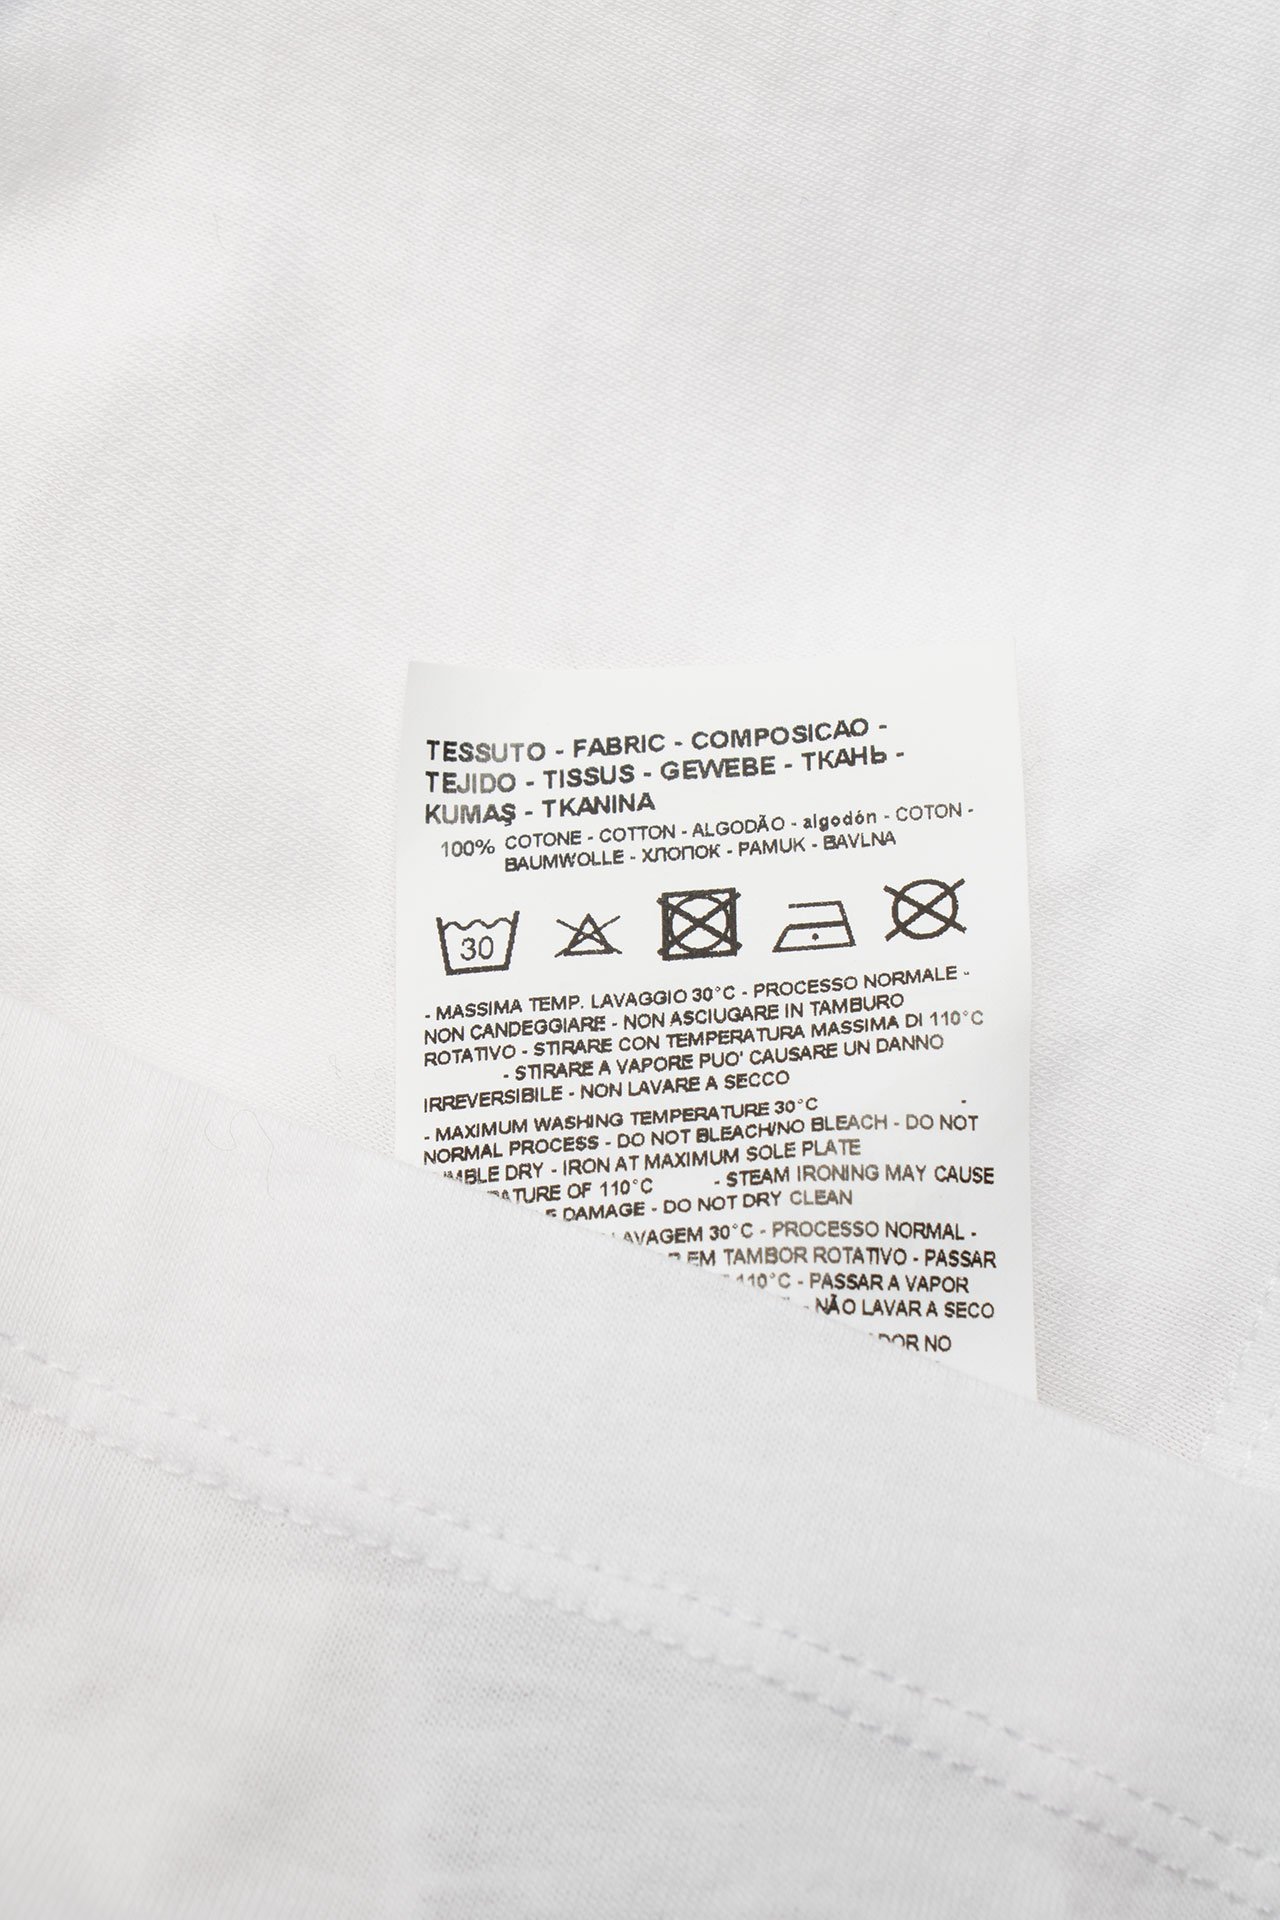 TESSUTO - FABRIC - COMPOSICAO -
TEJIDO - TISSUS - GEWEBE - ТКАНЬ -
KUMAŞ - TKANINA
100% COTONE - COTTON - ALGODÃO - algodón - COTON -
BAUMWOLLE - ХЛОПОК - PAMUK - BAVLNA
30
- MASSIMA TEMP. LAVAGGIO 30°C - PROCESSO NORMALE -
NON CANDEGGIARE - NON ASCIUGARE IN TAMBURO
ROTATIVO - STIRARE CON TEMPERATURA MASSIMA DI 110°C
- STIRARE A VAPORE PUO' CAUSARE UN DANNO
IRREVERSIBILE - NON LAVARE A SECCO
- MAXIMUM WASHING TEMPERATURE 30°C -
NORMAL PROCESS - DO NOT BLEACH/NO BLEACH - DO NOT
MBLE DRY - IRON AT MAXIMUM SOLE PLATE
ATURE OF 110°C - STEAM IRONING MAY CAUSE
DAMAGE - DO NOT DRY CLEAN
LAVAGEM 30°C - PROCESSO NORMAL -
EM TAMBOR ROTATIVO - PASSAR
110°C - PASSAR A VAPOR
- NÃO LAVAR A SECO
DOR NO